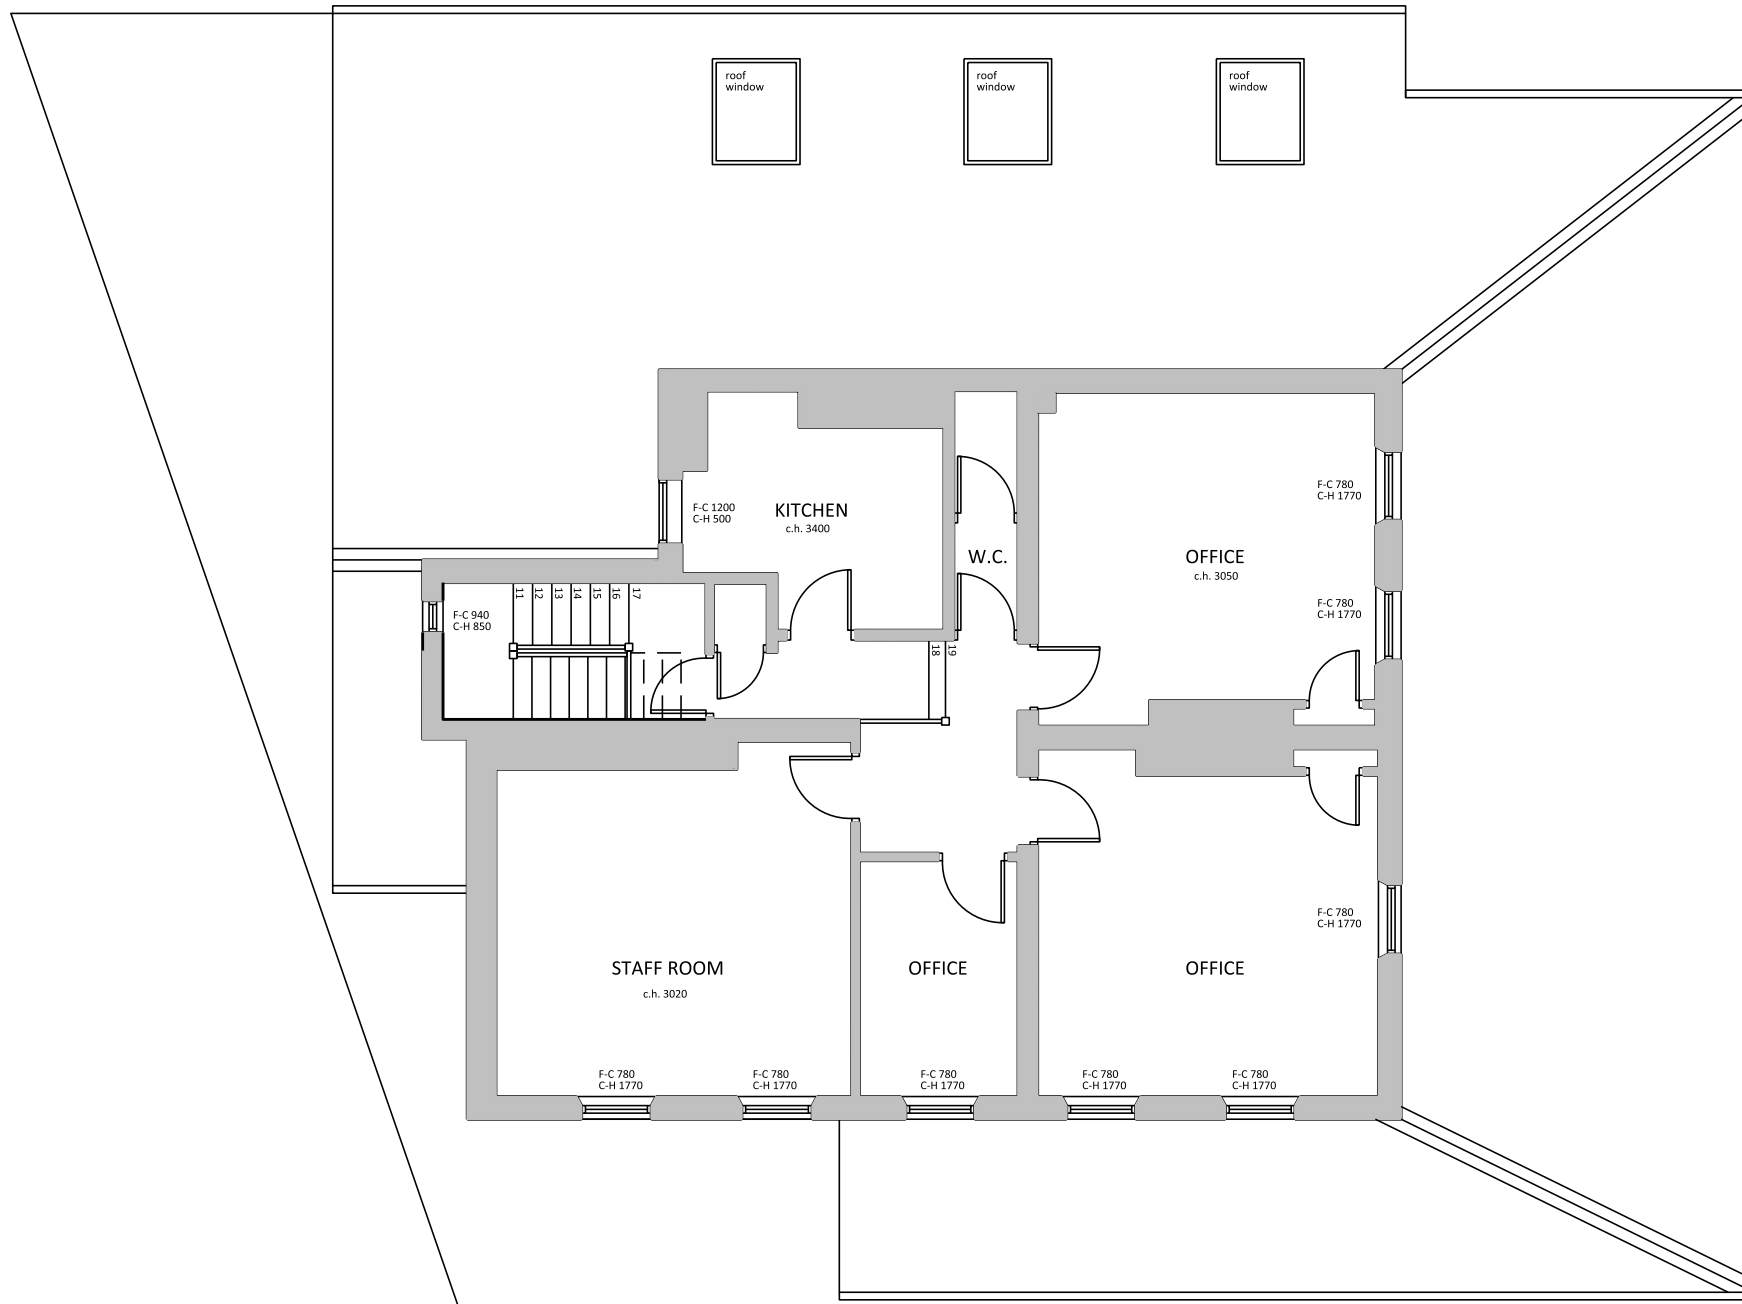 roof
window
roof
window
roof
window
F-C 780
C-H 1770
F-C 1200
C-H 500
KITCHEN
c.h. 3400
W.C.
OFFICE
c.h. 3050
11
12
13
14
15
16
17
F-C 940
C-H 850
F-C 780
C-H 1770
18
19
F-C 780
C-H 1770
STAFF ROOM
c.h. 3020
OFFICE
OFFICE
F-C 780
C-H 1770
F-C 780
C-H 1770
F-C 780
C-H 1770
F-C 780
C-H 1770
F-C 780
C-H 1770